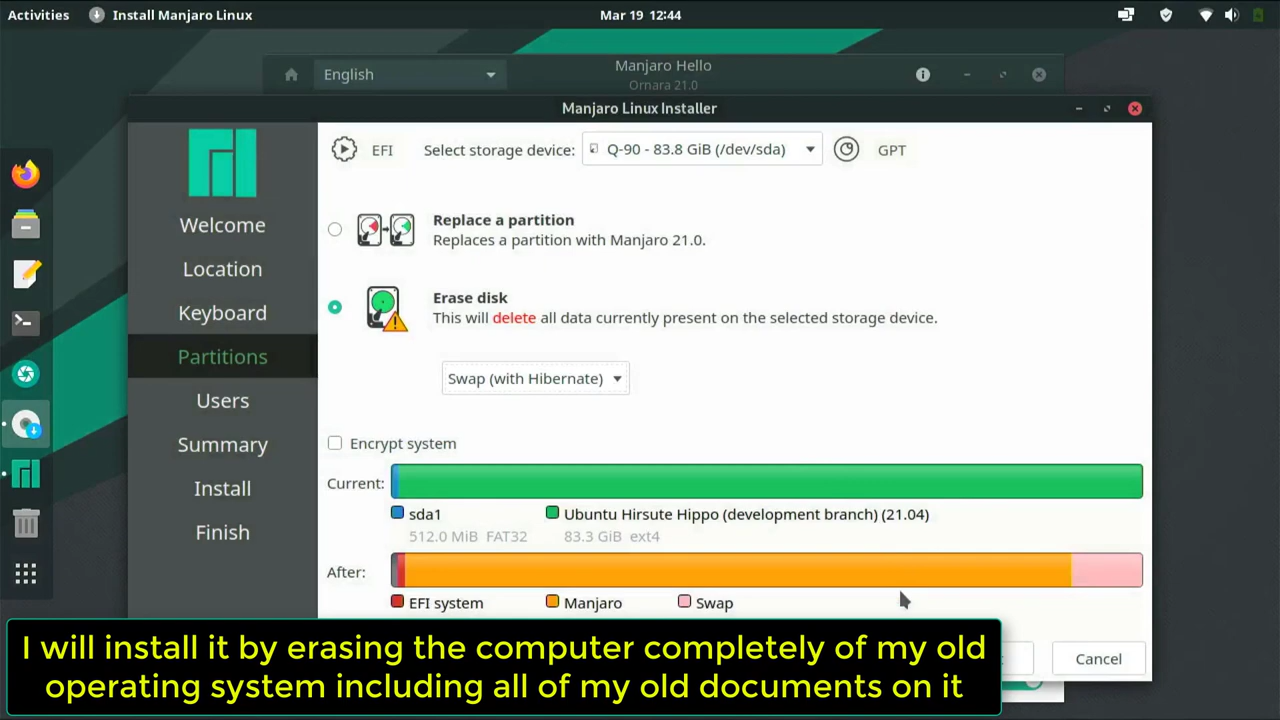 Activities
Install Manjaro Linux
Mar 19 12:44
English
Manjaro Hello
Ornara 21.0
Manjaro Linux Installer
EFI
Select storage device:
Q-90 - 83.8 GiB (/dev/sda)
GPT
Welcome
Location
Keyboard
Partitions
Users
Summary
Install
Finish
Replace a partition
Replaces a partition with Manjaro 21.0.
Erase disk
This will delete all data currently present on the selected storage device.
Swap (with Hibernate)
Encrypt system
Current:
sda1
Ubuntu Hirsute Hippo (development branch) (21.04)
512.0 MiB FAT32
83.3 GiB ext4
After:
EFI system
Manjaro
Swap
Cancel
I will install it by erasing the computer completely of my old
operating system including all of my old documents on it